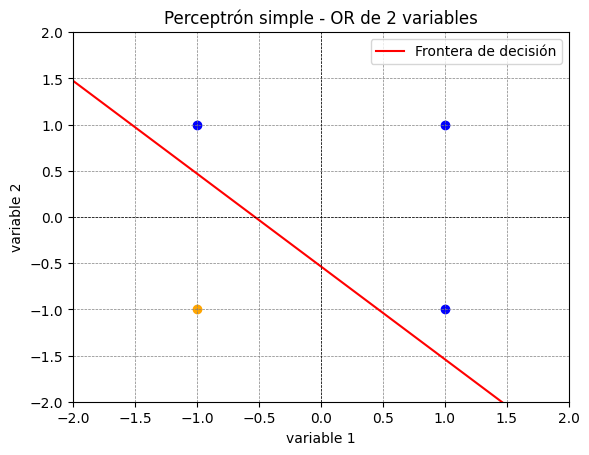 Perceptrón simple - OR de 2 variables
Frontera de decisión
2.0
1.5
1.0
0.5
0.0
−0.5
−1.0
−1.5
−2.0
variable 2
−2.0 −1.5 −1.0 −0.5 0.0 0.5 1.0 1.5 2.0
variable 1